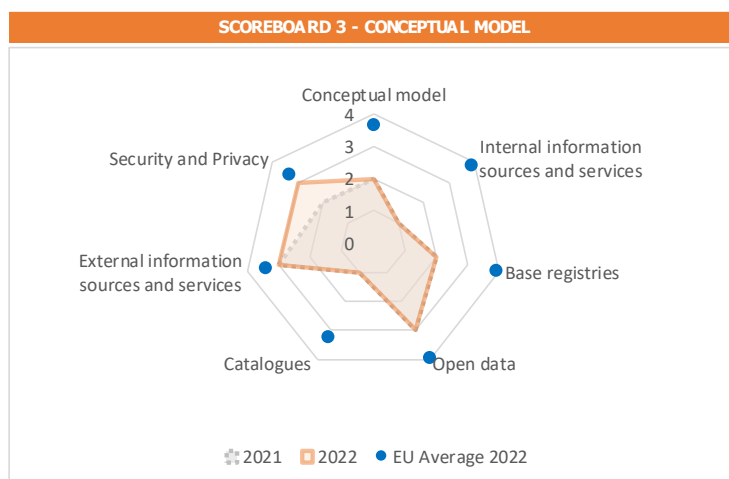 SCOREBOARD 3 - CONCEPTUAL MODEL
Conceptual model
4
3
2
1
0
Internal information
sources and services
Base registries
Open data
Catalogues
External information
sources and services
Security and Privacy
2021
2022
EU Average 2022